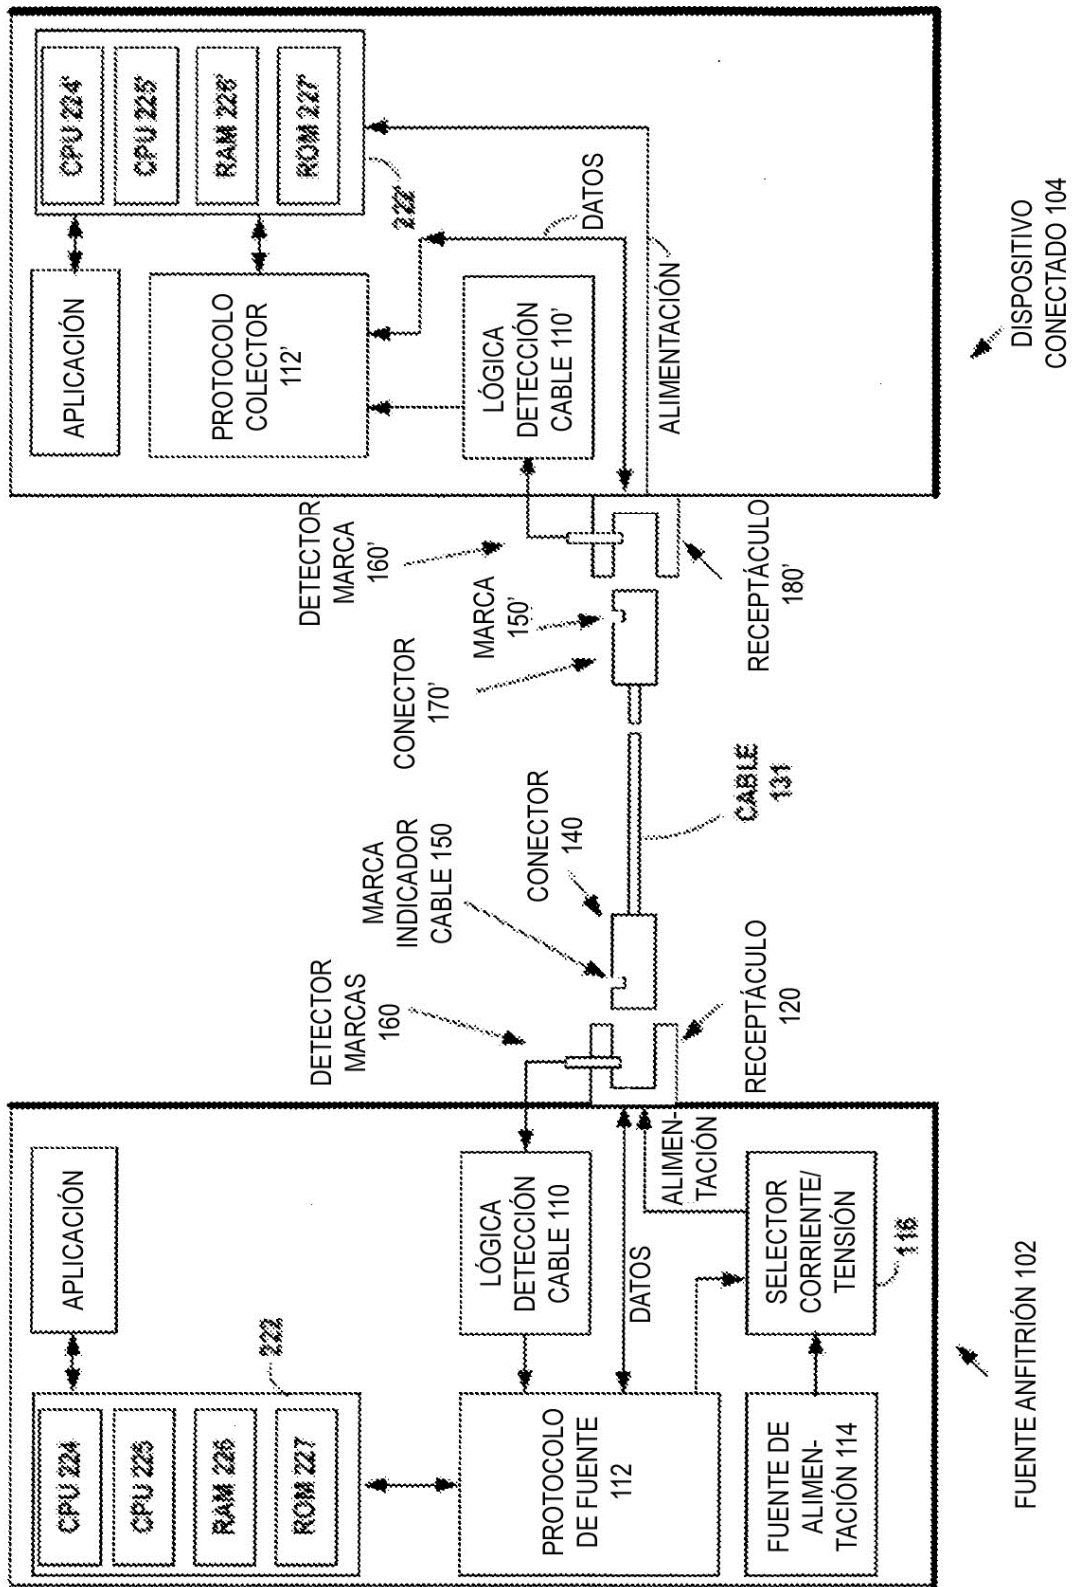 CPU 224
CPU 225
RAM 226
ROM 227
222
APLICACIÓN
PROTOCOLO
DE FUENTE
112
LÓGICA
DETECCIÓN
CABLE 110
DATOS
ALIMEN-
TACIÓN
FUENTE DE
ALIMEN-
TACIÓN 114
SELECTOR
CORRIENTE/
TENSIÓN
116
FUENTE ANFITRIÓN 102
DETECTOR
MARCAS
160
MARCA
INDICADOR
CABLE 150
CONECTOR
140
RECEPTÁCULO
120
CABLE
131
CONECTOR
170'
MARCA
150'
DETECTOR
MARCA
160'
RECEPTÁCULO
180'
APLICACIÓN
CPU 224'
CPU 225'
RAM 226'
ROM 227'
222'
PROTOCOLO
COLECTOR
112'
LÓGICA
DETECCIÓN
CABLE 110'
DATOS
ALIMENTACIÓN
DISPOSITIVO
CONECTADO 104